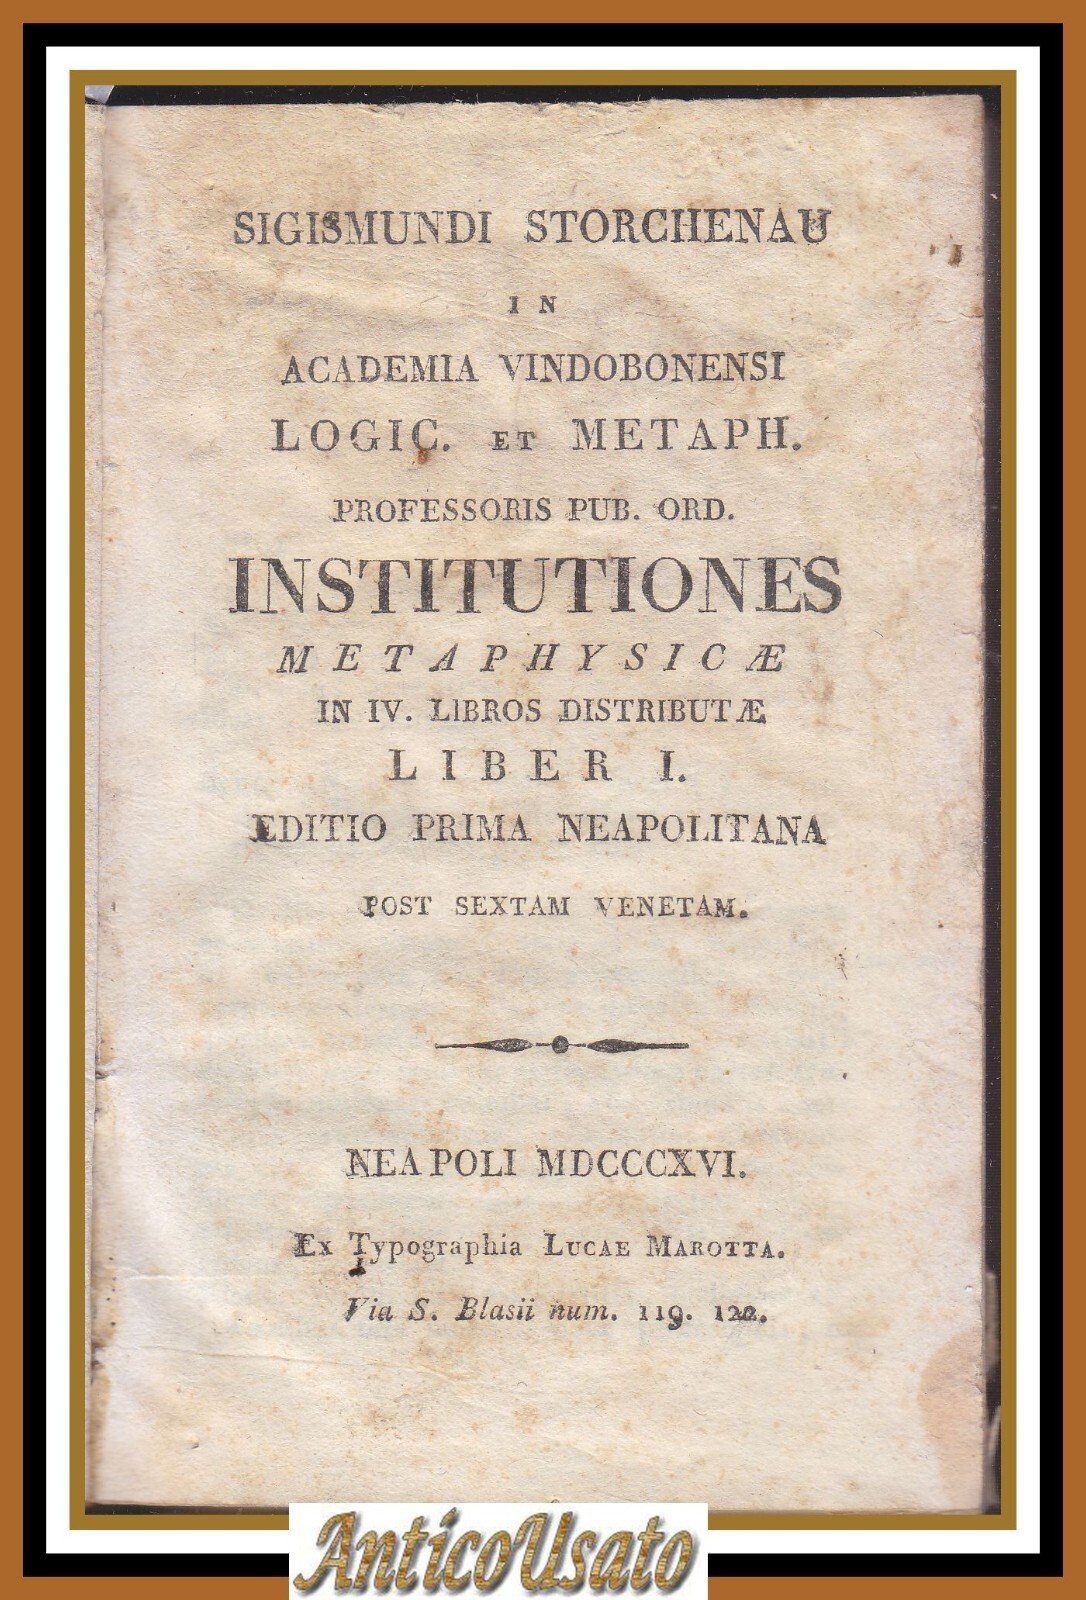 SIGISMUNDI STORCHENAU
IN
ACADEMIA VINDOBONENSI
LOGIC. ET METAPH.
PROFESSORIS PUB. ORD.
INSTITUTIONES
METAPHYSICÆ
IN IV. LIBROS DISTRIBUTÆ
LIBER I.
EDITIO PRIMA NEAPOLITANA
POST SEXTAM VENETAM.
NEAPOLI MDCCCXVI.
Ex Typographia LUCAE MAROTTA.
Via S. Blasii num. 119. 122.
AnticoUsato